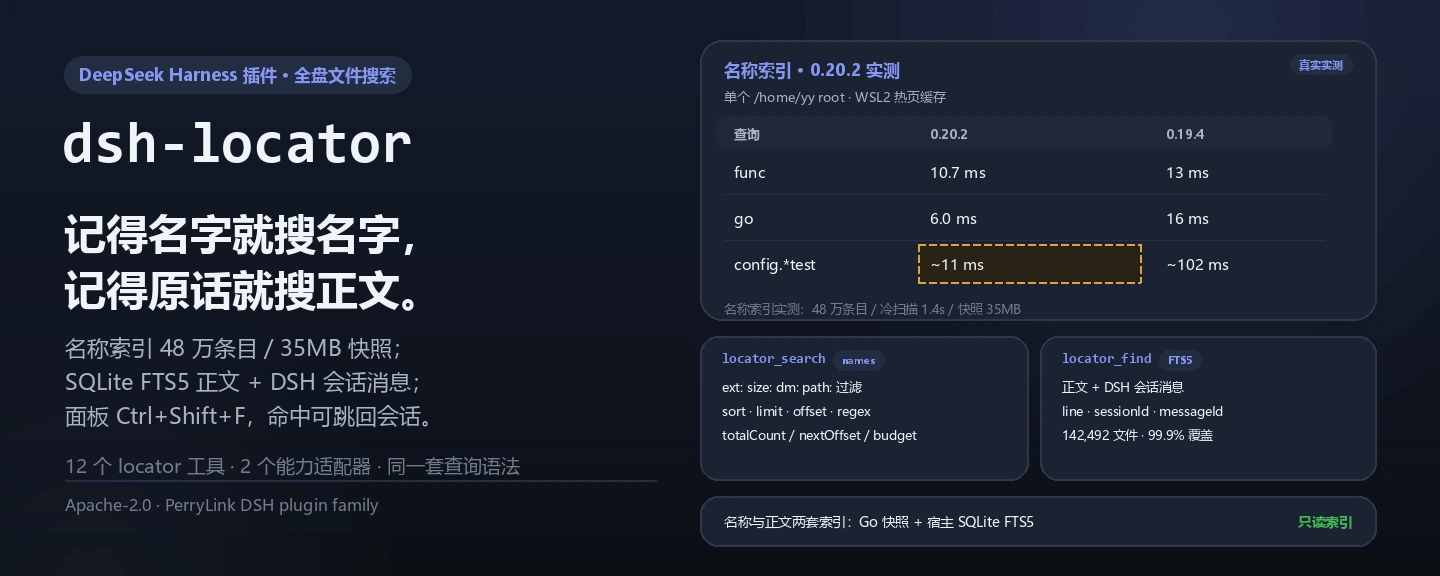 DeepSeek Harness 插件 · 全盘文件搜索
dsh-locator
记得名字就搜名字，
记得原话就搜正文。
名称索引 48 万条目 / 35MB 快照；
SQLite FTS5 正文 + DSH 会话消息；
面板 Ctrl+Shift+F，命中可跳回会话。
12 个 locator 工具 · 2 个能力适配器 · 同一套查询语法
Apache-2.0 · PerryLink DSH plugin family
名称索引 · 0.20.2 实测
真实实测
单个 /home/yy root · WSL2 热页缓存
查询 0.20.2 0.19.4
func 10.7 ms 13 ms
go 6.0 ms 16 ms
config.*test ~11 ms ~102 ms
名称索引实测：48 万条目 / 冷扫描 1.4s / 快照 35MB
locator_search names
ext: size: dm: path: 过滤
sort · limit · offset · regex
totalCount / nextOffset / budget
locator_find FTS5
正文 + DSH 会话消息
line · sessionId · messageId
142,492 文件 · 99.9% 覆盖
名称与正文两套索引：Go 快照 + 宿主 SQLite FTS5
只读索引